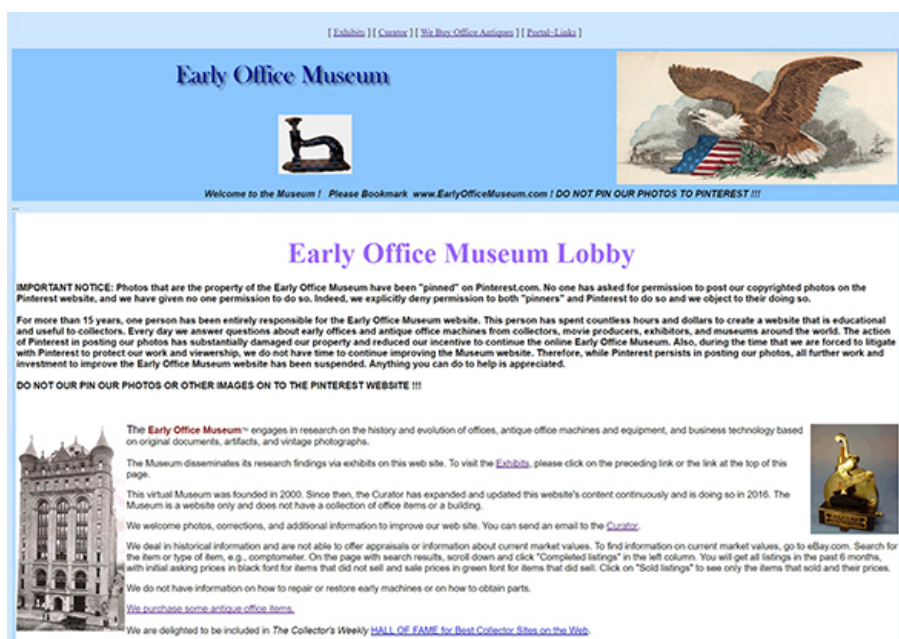 [ Exhibits ] [ Curator ] [ We Buy Office Antiques ] [ Portal~Links ]
Early Office Museum
Welcome to the Museum ! Please Bookmark www.EarlyOfficeMuseum.com ! DO NOT PIN OUR PHOTOS TO PINTEREST !!!
Early Office Museum Lobby
IMPORTANT NOTICE: Photos that are the property of the Early Office Museum have been "pinned" on Pinterest.com. No one has asked for permission to post our copyrighted photos on the
Pinterest website, and we have given no one permission to do so. Indeed, we explicitly deny permission to both "pinners" and Pinterest to do so and we object to their doing so.
For more than 15 years, one person has been entirely responsible for the Early Office Museum website. This person has spent countless hours and dollars to create a website that is educational
and useful to collectors. Every day we answer questions about early offices and antique office machines from collectors, movie producers, exhibitors, and museums around the world. The action
of Pinterest in posting our photos has substantially damaged our property and reduced our incentive to continue the online Early Office Museum. Also, during the time that we are forced to litigate
with Pinterest to protect our work and viewership, we do not have time to continue improving the Museum website. Therefore, while Pinterest persists in posting our photos, all further work and
investment to improve the Early Office Museum website has been suspended. Anything you can do to help is appreciated.
DO NOT OUR PIN OUR PHOTOS OR OTHER IMAGES ON TO THE PINTEREST WEBSITE !!!
The Early Office Museum™ engages in research on the history and evolution of offices, antique office machines and equipment, and business technology based
on original documents, artifacts, and vintage photographs.
The Museum disseminates its research findings via exhibits on this web site. To visit the Exhibits, please click on the preceding link or the link at the top of this
page.
This virtual Museum was founded in 2000. Since then, the Curator has expanded and updated this website's content continuously and is doing so in 2016. The
Museum is a website only and does not have a collection of office items or a building.
We welcome photos, corrections, and additional information to improve our web site. You can send an email to the Curator.
We deal in historical information and are not able to offer appraisals or information about current market values. To find information on current market values, go to eBay.com. Search for
the item or type of item, e.g., comptometer. On the page with search results, scroll down and click "Completed listings" in the left column. You will get all listings in the past 6 months,
with initial asking prices in black font for items that did not sell and sale prices in green font for items that did sell. Click on "Sold listings" to see only the items that sold and their prices.
We do not have information on how to repair or restore early machines or on how to obtain parts.
We purchase some antique office items.
We are delighted to be included in The Collector's Weekly HALL OF FAME for Best Collector Sites on the Web.